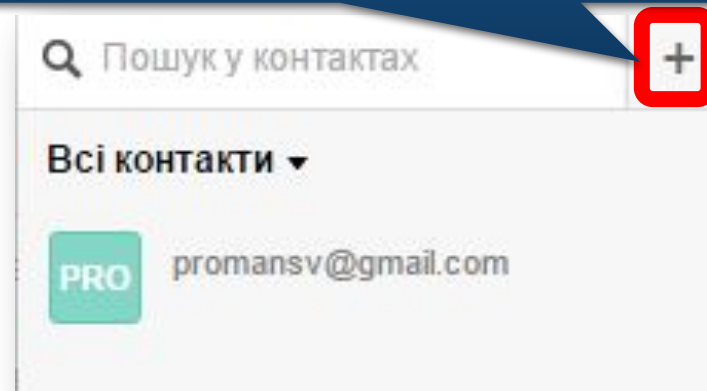 Пошук у контактах
+
Всі контакти
PRO
promansv@gmail.com